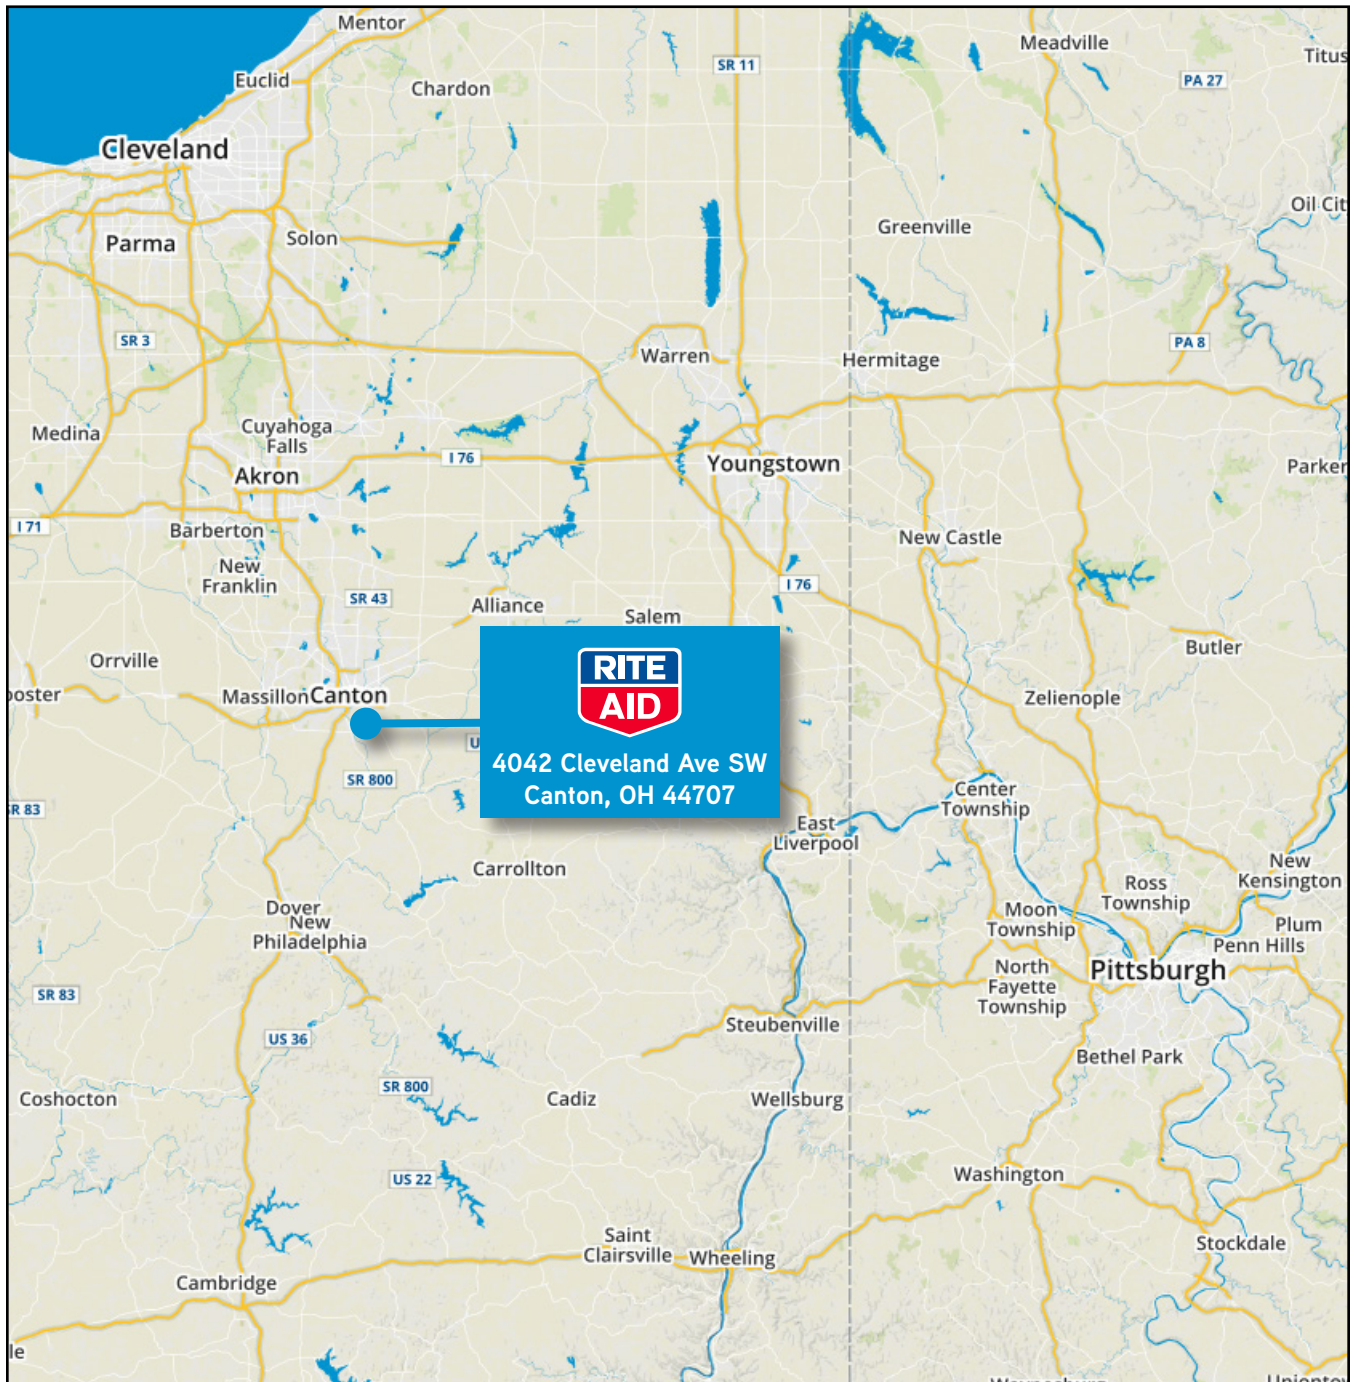 Mentor
Meadville
Titus
SR 11
PA 27
Euclid
Chardon
Cleveland
Oil Cit
Greenville
Parma
Solon
SR 3
PA 8
Warren
Hermitage
Medina
Cuyahoga
Falls
I 76
Youngstown
Parker
Akron
I 71
Barberton
New Castle
New
Franklin
I 76
SR 43
Alliance
Salem
Butler
Orrville
ooster
Massillon
Canton
Zelienople
RITE
AID
4042 Cleveland Ave SW
Canton, OH 44707
U
SR 800
SR 83
Center
Township
East
Liverpool
Carrollton
New
Kensington
Ross
Township
Dover
New
Philadelphia
Moon
Township
Plum
Penn Hills
Pittsburgh
North
Fayette
Township
SR 83
Steubenville
US 36
Bethel Park
SR 800
Coshocton
Cadiz
Wellsburg
US 22
Washington
Saint
Clairsville
Wheeling
Stockdale
Cambridge
le